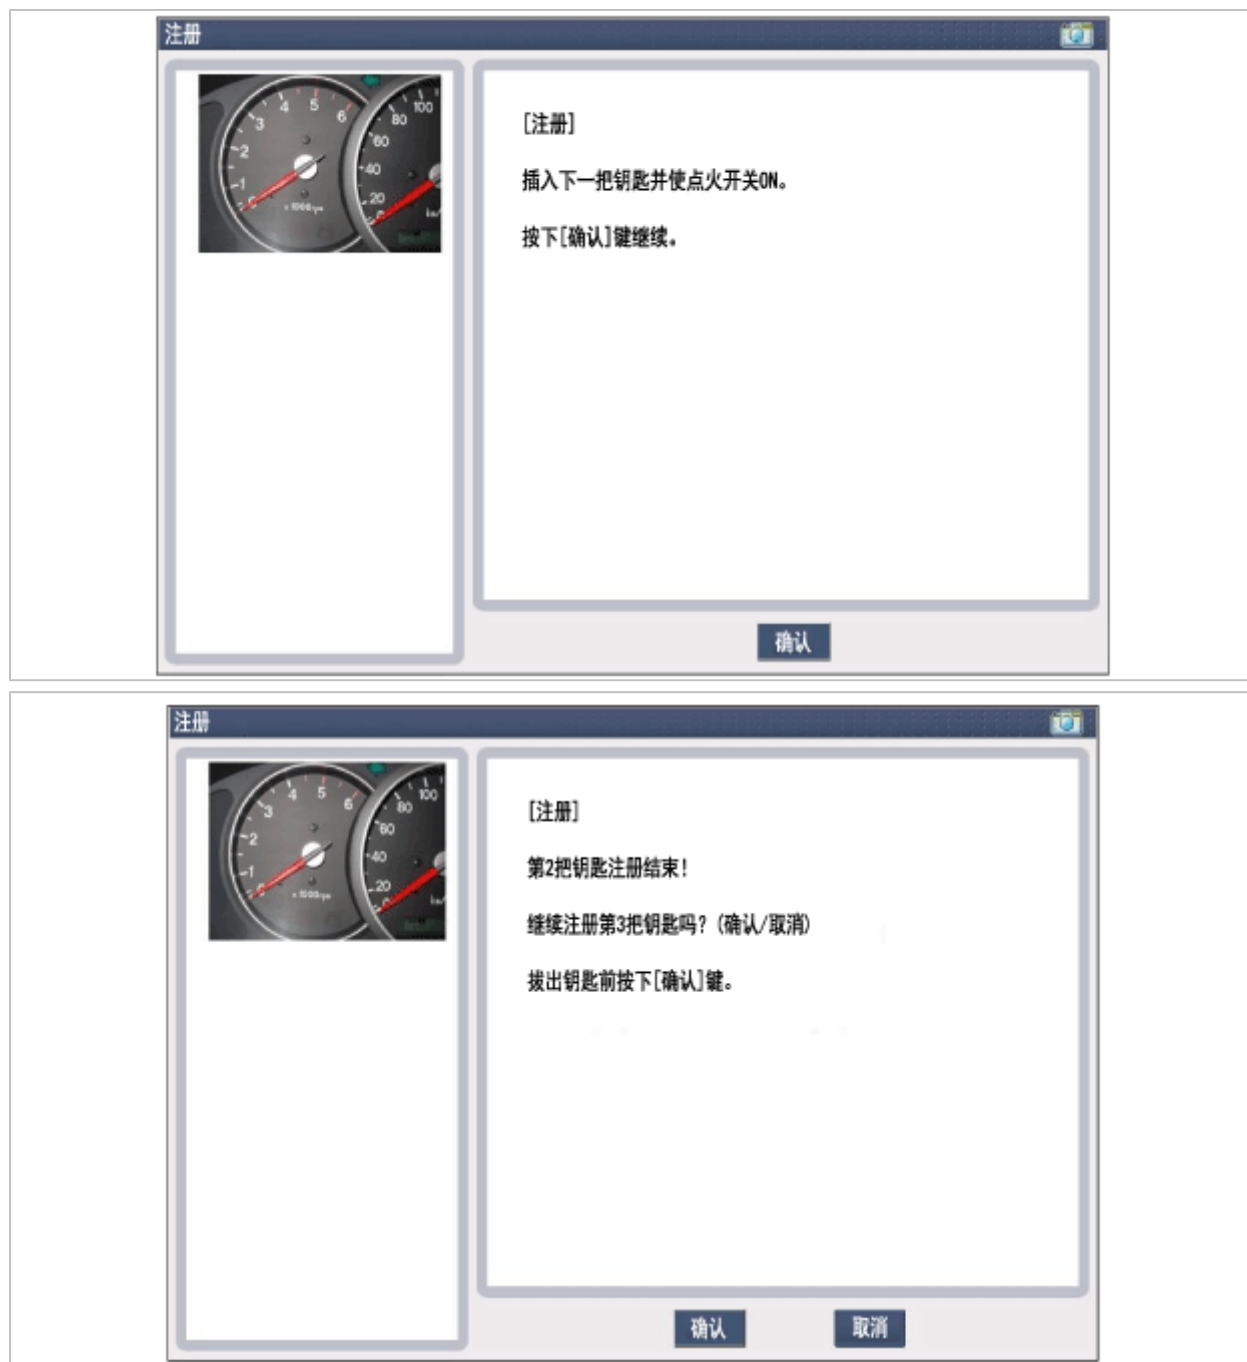 注册
[注册]
插入下一把钥匙并使点火开关ON。
按下[确认]键继续。
确认
注册
[注册]
第2把钥匙注册结束!
继续注册第3把钥匙吗?(确认/取消)
拨出钥匙前按下[确认]键。
确认
取消